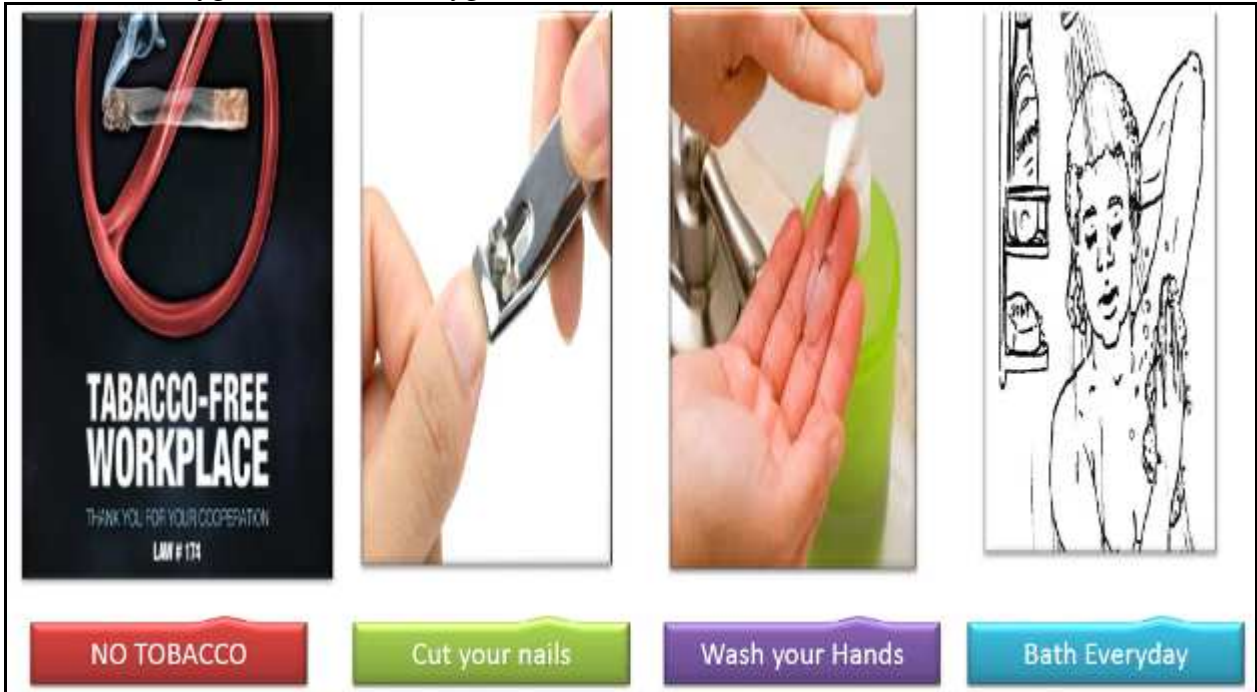 TABACCO-FREE
WORKPLACE
THANK YOU FOR YOUR COOPERATION
LAW # 174
SOAP
NO TOBACCO
Cut your nails
Wash your Hands
Bath Everyday